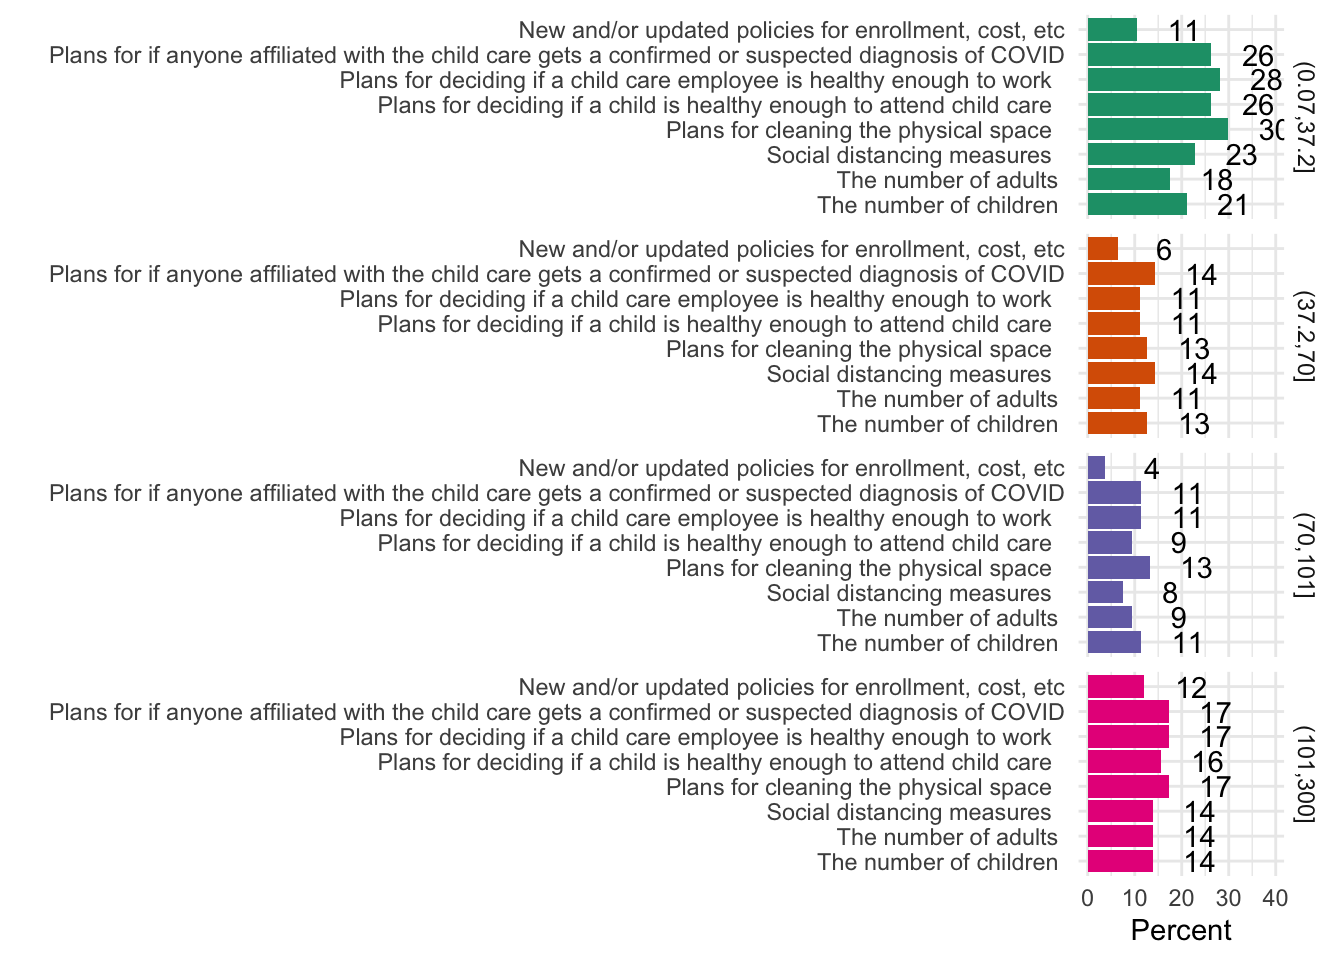 New and/or updated policies for enrollment, cost, etc 11
Plans for if anyone affiliated with the child care gets a confirmed or suspected diagnosis of COVID 26
Plans for deciding if a child care employee is healthy enough to work 28
Plans for deciding if a child is healthy enough to attend child care 26
Plans for cleaning the physical space 30
Social distancing measures 23
The number of adults 18
The number of children 21
(0.07,37.2]
New and/or updated policies for enrollment, cost, etc 6
Plans for if anyone affiliated with the child care gets a confirmed or suspected diagnosis of COVID 14
Plans for deciding if a child care employee is healthy enough to work 11
Plans for deciding if a child is healthy enough to attend child care 11
Plans for cleaning the physical space 13
Social distancing measures 14
The number of adults 11
The number of children 13
(37.2,70]
New and/or updated policies for enrollment, cost, etc 4
Plans for if anyone affiliated with the child care gets a confirmed or suspected diagnosis of COVID 11
Plans for deciding if a child care employee is healthy enough to work 11
Plans for deciding if a child is healthy enough to attend child care 9
Plans for cleaning the physical space 13
Social distancing measures 8
The number of adults 9
The number of children 11
(70,101]
New and/or updated policies for enrollment, cost, etc 12
Plans for if anyone affiliated with the child care gets a confirmed or suspected diagnosis of COVID 17
Plans for deciding if a child care employee is healthy enough to work 17
Plans for deciding if a child is healthy enough to attend child care 16
Plans for cleaning the physical space 17
Social distancing measures 14
The number of adults 14
The number of children 14
(101,300]
0 10 20 30 40
Percent